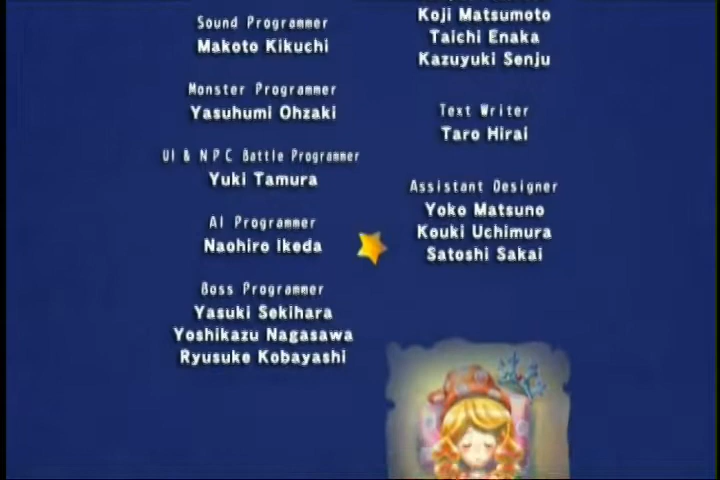 Sound Programmer
Makoto Kikuchi
Monster Programmer
Yasuhumi Ohzaki
UI & NPC Battle Programmer
Yuki Tamura
AI Programmer
Naohiro Ikeda
Boss Programmer
Yasuki Sekihara
Yoshikazu Nagasawa
Ryusuke Kobayashi
Koji Matsumoto
Taichi Enaka
Kazuyuki Senju
Text Writer
Taro Hirai
Assistant Designer
Yoko Matsuno
Kouki Uchimura
Satoshi Sakai